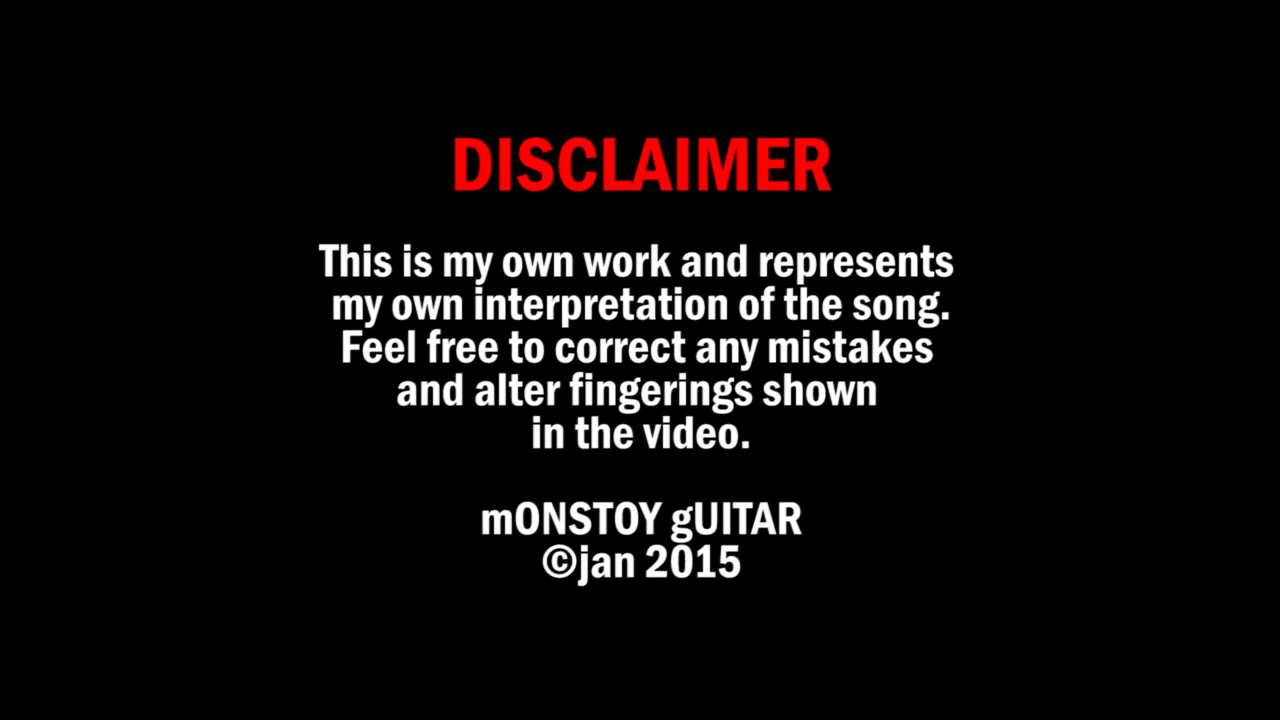 DISCLAIMER
This is my own work and represents
my own interpretation of the song.
Feel free to correct any mistakes
and alter fingerings shown
in the video.
mONSTOY gUITAR
©jan 2015